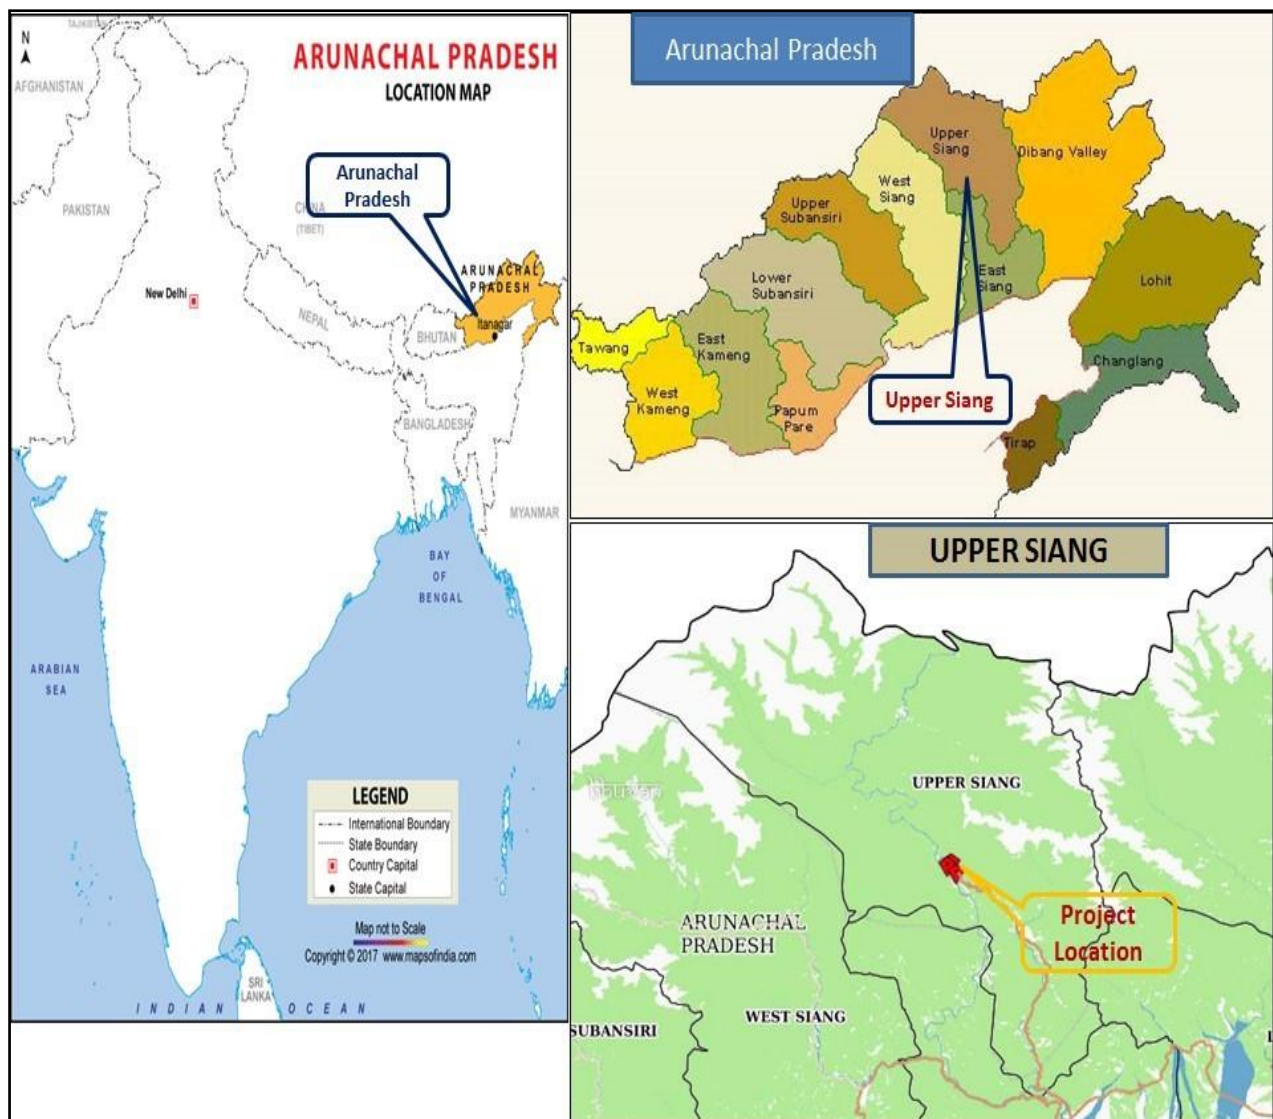 N
TAJIKISTAN
AFGHANISTAN
ARUNACHAL PRADESH
LOCATION MAP
Arunachal
Pradesh
PAKISTAN
CHINA
(TIBET)
ARUNACHAL
PRADESH
New Delhi
NEPAL
BHUTAN
Itanagar
BANGLADESH
MYANMAR
BAY
OF
BENGAL
ARABIAN
SEA
LEGEND
International Boundary
State Boundary
Country Capital
State Capital
Map not to Scale
Copyright © 2017 www.mapsofindia.com
SRI
LANKA
INDIAN OCEAN
Arunachal Pradesh
Upper
Siang
Dibang Valley
West
Siang
Upper
Subansiri
East
Siang
Lower
Subansiri
Lohit
Tawang
East
Kameng
Changlang
West
Kameng
Papum
Pare
Upper Siang
Tirap
UPPER SIANG
UPPER SIANG
Project
Location
ARUNACHAL
PRADESH
WEST SIANG
SUBANSIRI